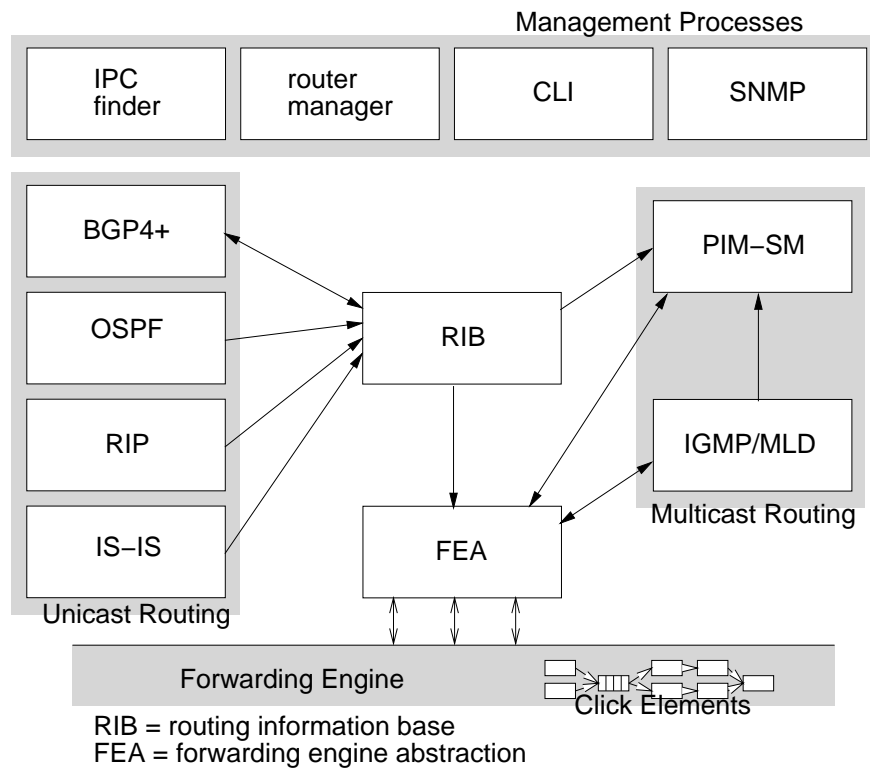 Management Processes
IPC
finder
router
manager
CLI
SNMP
BGP4+
OSPF
RIP
IS−IS
Unicast Routing
RIB
FEA
PIM−SM
IGMP/MLD
Multicast Routing
Forwarding Engine
Click Elements
RIB = routing information base
FEA = forwarding engine abstraction